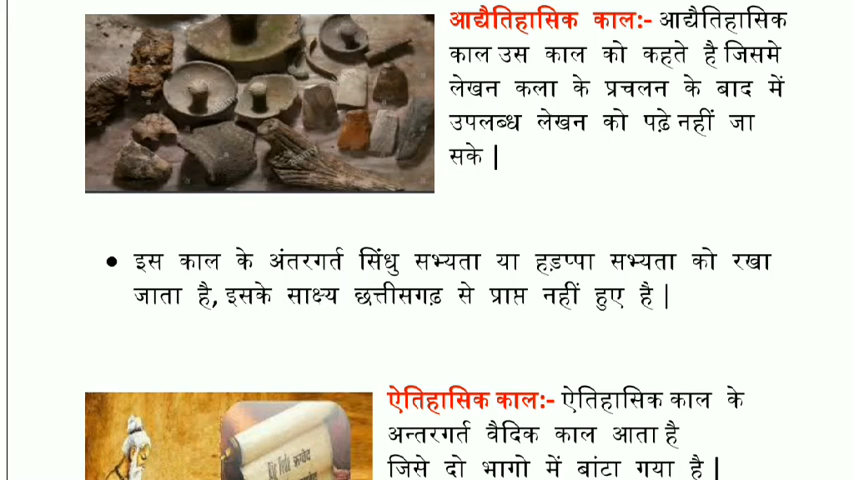 आद्यैतिहासिक काल:- आद्यैतिहासिक
काल उस काल को कहते है जिसमे
लेखन कला के प्रचलन के बाद में
उपलब्ध लेखन को पढ़े नहीं जा
सके |
• इस काल के अंतरगर्त सिंधु सभ्यता या हड़प्पा सभ्यता को रखा
जाता है, इसके साक्ष्य छत्तीसगढ़ से प्राप्त नहीं हुए है |
ऐतिहासिक काल:- ऐतिहासिक काल के
अन्तरगर्त वैदिक काल आता है
जिसे दो भागो में बांटा गया है |